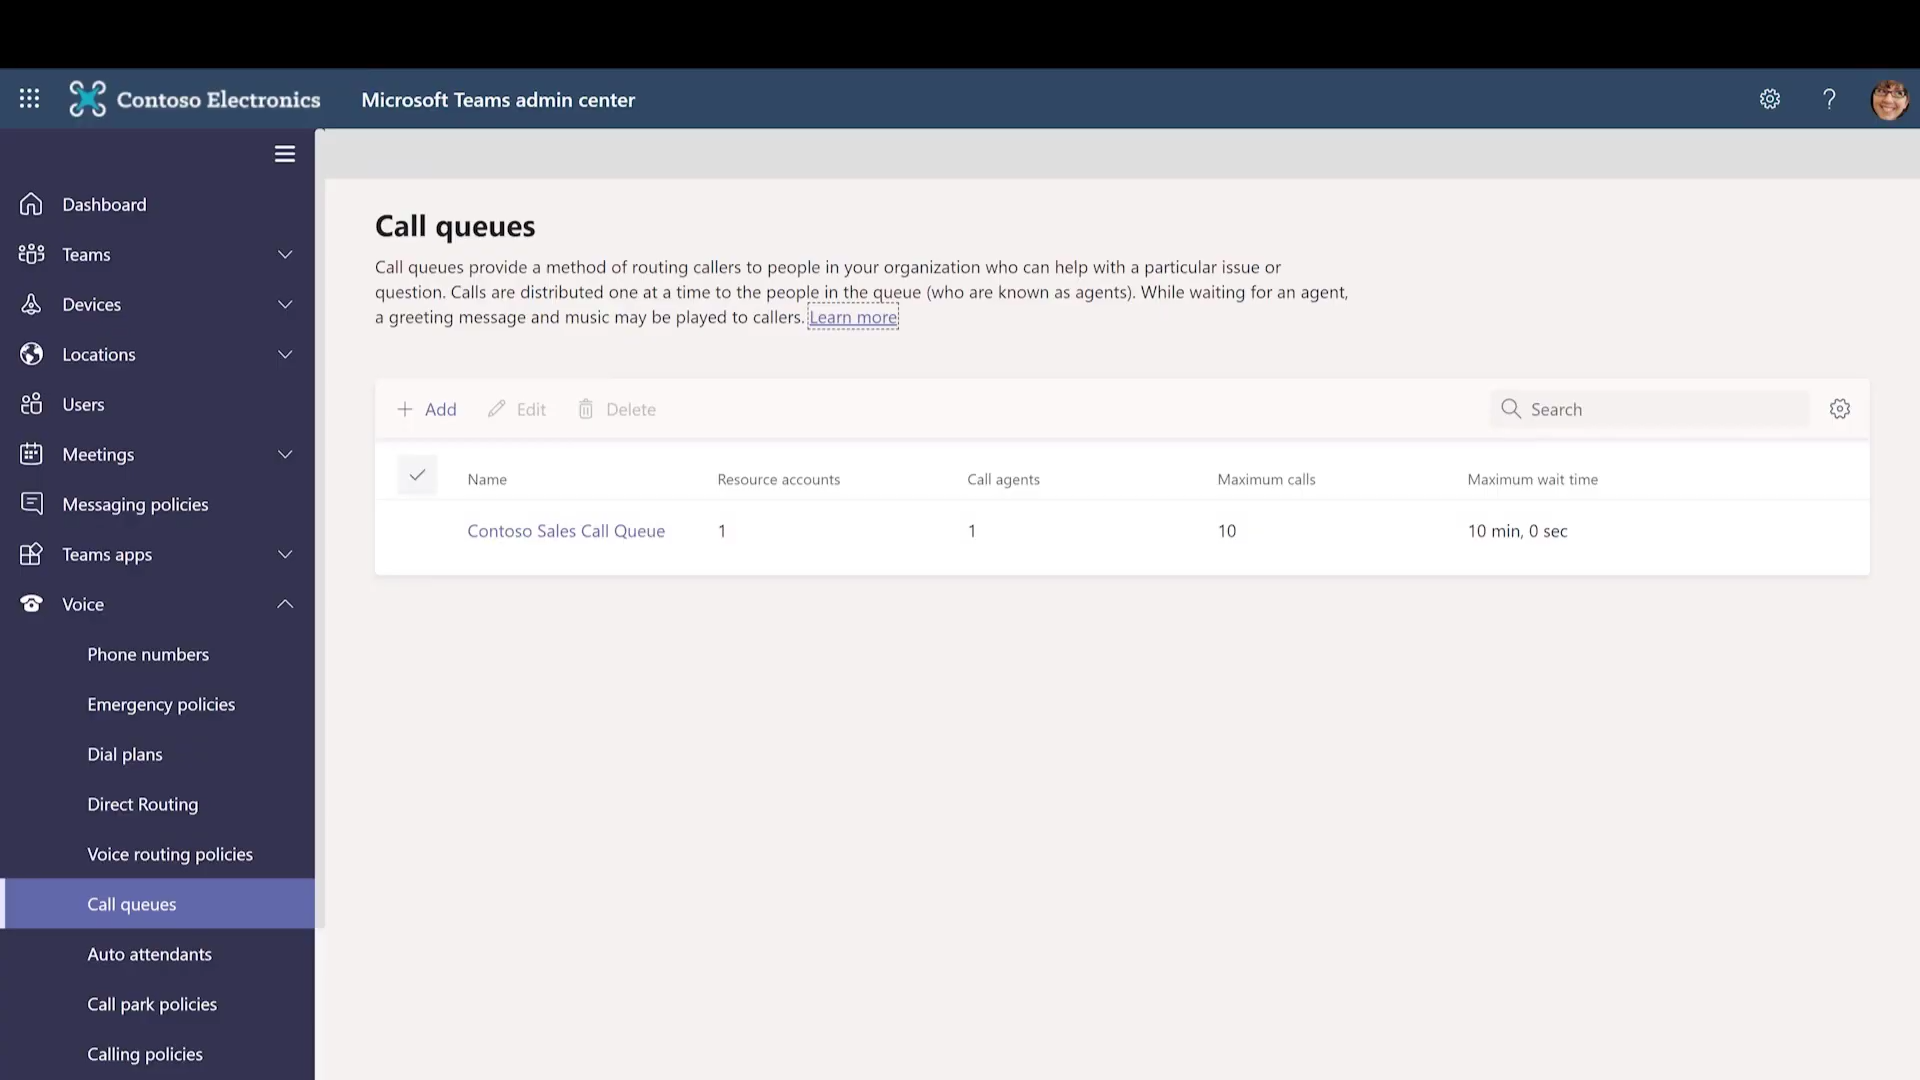 Contoso Electronics
Microsoft Teams admin center
?
Dashboard
Teams
Devices
Locations
Users
Meetings
Messaging policies
Teams apps
Voice
Phone numbers
Emergency policies
Dial plans
Direct Routing
Voice routing policies
Call queues
Auto attendants
Call park policies
Calling policies
Call queues
Call queues provide a method of routing callers to people in your organization who can help with a particular issue or
question. Calls are distributed one at a time to the people in the queue (who are known as agents). While waiting for an agent,
a greeting message and music may be played to callers. Learn more
+ Add Edit Delete Search
Name Resource accounts Call agents Maximum calls Maximum wait time
Contoso Sales Call Queue 1 1 10 10 min, 0 sec